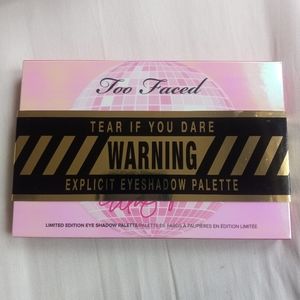 Too Faced
TEAR IF YOU DARE
WARNING
EXPLICIT EYESHADOW PALETTE
LIMITED EDITION EYE SHADOW PALETTE/PALETTE DE FARDS À PAUPIÈRES EN ÉDITION LIMITÉE